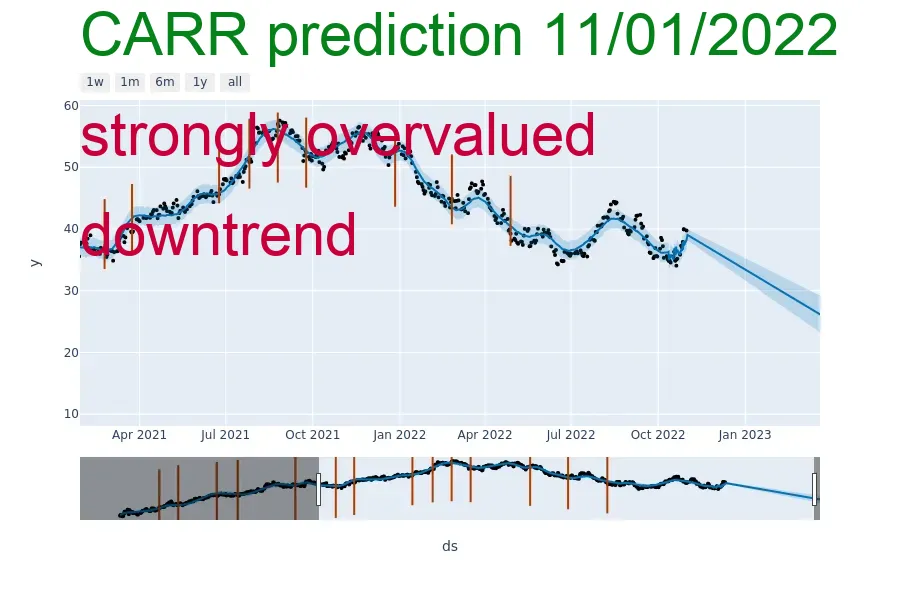 CARR prediction 11/01/2022
1w 1m 6m 1y all
60
strongly overvalued
50
40
downtrend
y
30
20
10
Apr 2021 Jul 2021 Oct 2021 Jan 2022 Apr 2022 Jul 2022 Oct 2022 Jan 2023
ds